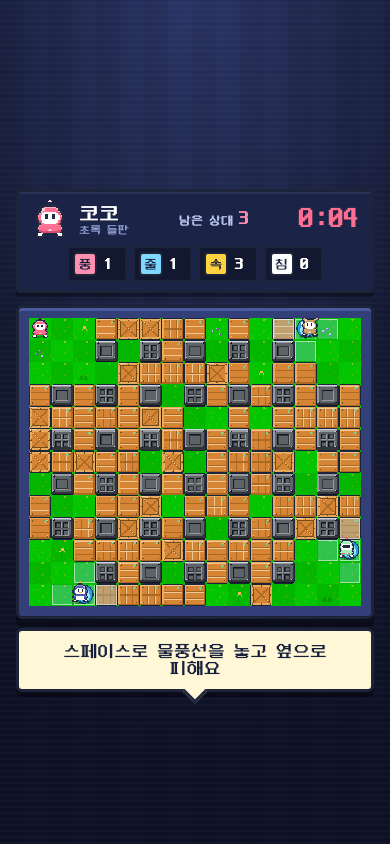 코코
초록 들판
남은 상대 3
0:04
풍 1
줄 1
속 3
침 0
스페이스로 물풍선을 놓고 옆으로
피해요